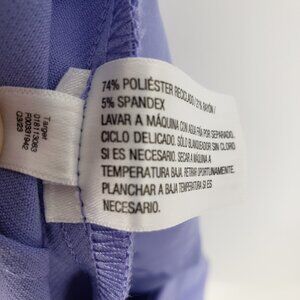 74% POLIÉSTER RECICLADO, 21% RAYÓN /
5% SPANDEX
LAVAR A MÁQUINA CON AGUA FRÍA POR SEPARADO.
CICLO DELICADO. SÓLO BLANQUEADOR SIN CLORO
SI ES NECESARIO. SECAR A MÁQUINA A
TEMPERATURA BAJA. RETIRAR OPORTUNAMENTE.
PLANCHAR A TEMPERATURA BAJA SI ES
NECESARIO.
Target